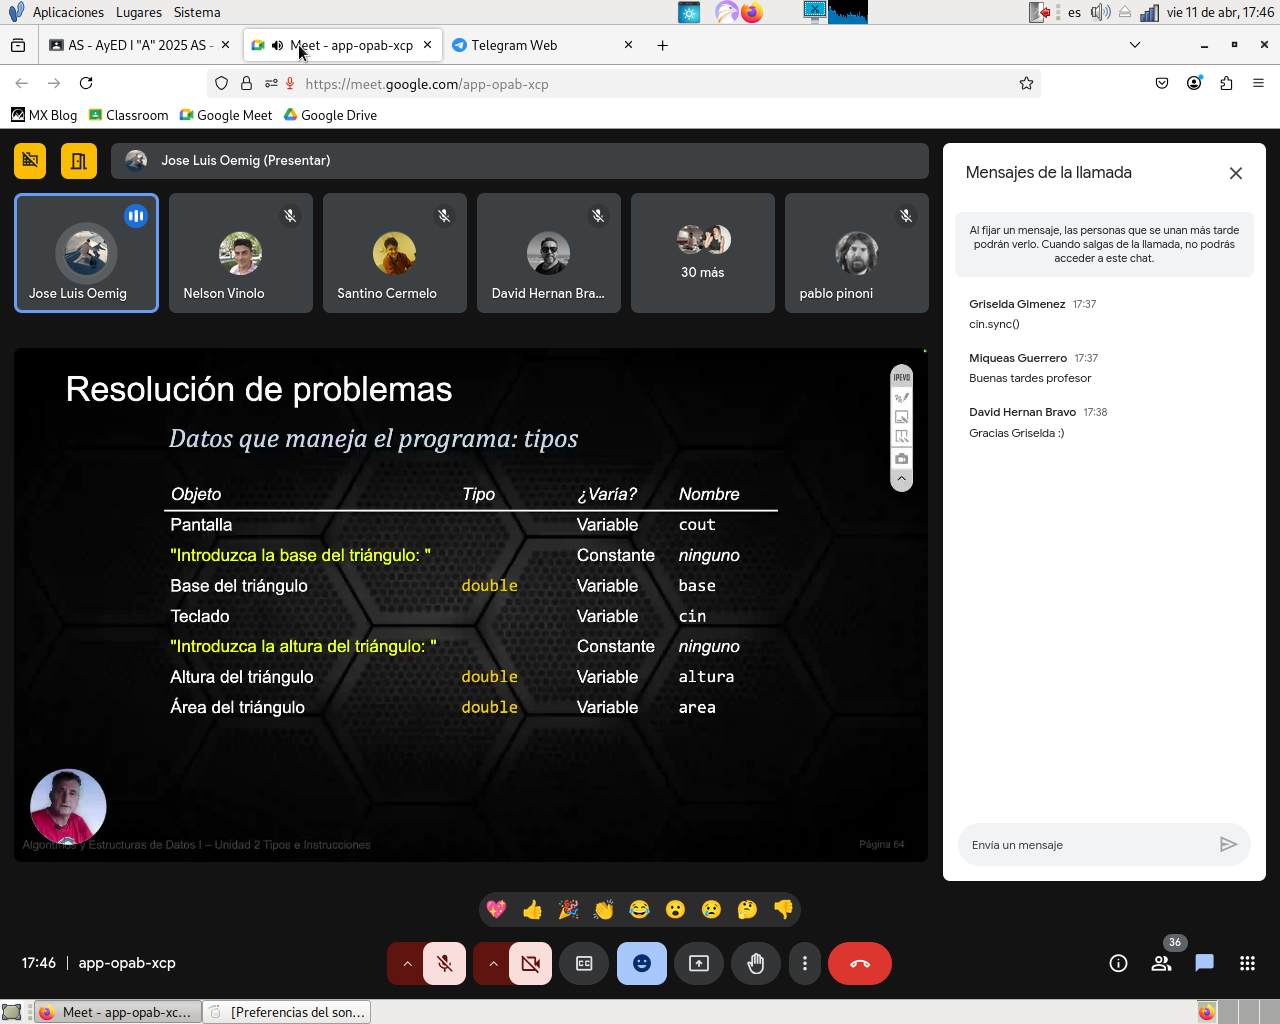 Aplicaciones Lugares Sistema es vie 11 de abr, 17:46
AS - AyED I "A" 2025 AS - Meet - app-opab-xcp Telegram Web
https://meet.google.com/app-opab-xcp
MX Blog Classroom Google Meet Google Drive
Jose Luis Oemig (Presentar)
Jose Luis Oemig
Nelson Vinolo
Santino Cermelo
David Hernan Bra...
30 más
pablo pinoni
Resolución de problemas
Datos que maneja el programa: tipos
Objeto Tipo ¿Varía? Nombre
Pantalla Variable cout
"Introduzca la base del triángulo: " Constante ninguno
Base del triángulo double Variable base
Teclado Variable cin
"Introduzca la altura del triángulo: " Constante ninguno
Altura del triángulo double Variable altura
Área del triángulo double Variable area
Algoritmos y Estructuras de Datos I – Unidad 2 Tipos e Instrucciones
Página 64
IPEVO
Mensajes de la llamada
Al fijar un mensaje, las personas que se unan más tarde
podrán verlo. Cuando salgas de la llamada, no podrás
acceder a este chat.
Griselda Gimenez 17:37
cin.sync()
Miqueas Guerrero 17:37
Buenas tardes profesor
David Hernan Bravo 17:38
Gracias Griselda :)
Envía un mensaje
17:46 | app-opab-xcp
36
Meet - app-opab-xc... [Preferencias del son...